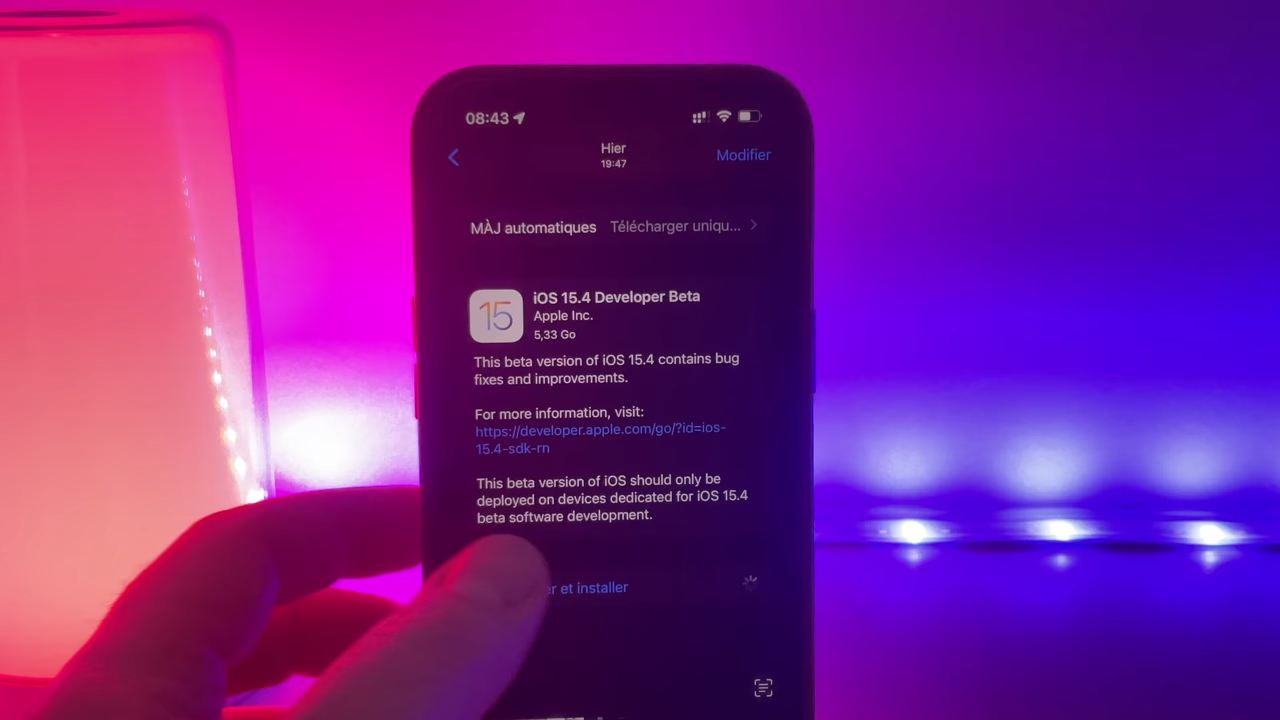 08:43
Hier
19:47
Modifier
MÀJ automatiques Télécharger uniqu...
15
iOS 15.4 Developer Beta
Apple Inc.
5,33 Go
This beta version of iOS 15.4 contains bug
fixes and improvements.
For more information, visit:
https://developer.apple.com/go/?id=ios-
15.4-sdk-rn
This beta version of iOS should only be
deployed on devices dedicated for iOS 15.4
beta software development.
et installer